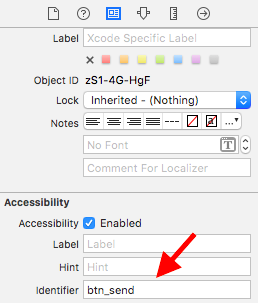 Label Xcode Specific Label
Object ID zS1-4G-HgF
Lock Inherited - (Nothing)
Notes
No Font
Comment For Localizer
Accessibility
Accessibility Enabled
Label Label
Hint Hint
Identifier btn_send